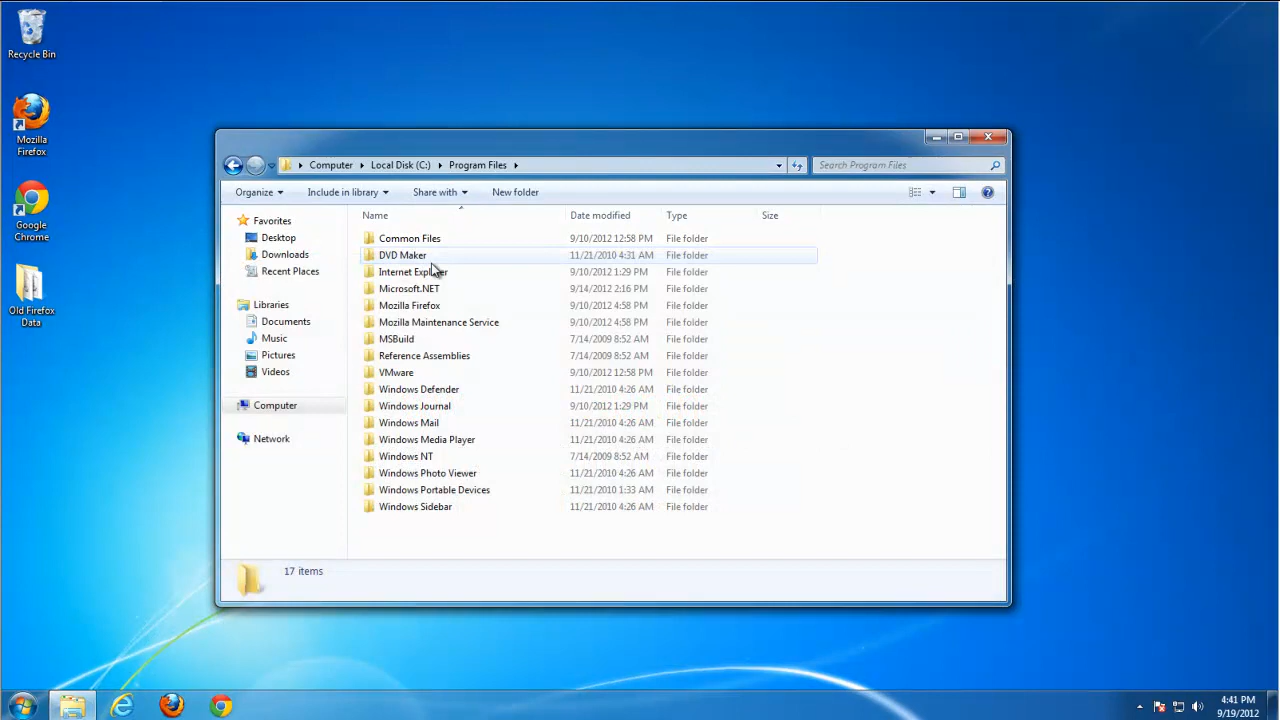 Recycle Bin
Mozilla
Firefox
Google
Chrome
Old Firefox
Data
Computer Local Disk (C:) Program Files
Search Program Files
Organize Include in library Share with New folder
Favorites
Desktop
Downloads
Recent Places
Libraries
Documents
Music
Pictures
Videos
Computer
Network
Name Date modified Type Size
Common Files 9/10/2012 12:58 PM File folder
DVD Maker 11/21/2010 4:31 AM File folder
Internet Explorer 9/10/2012 1:29 PM File folder
Microsoft.NET 9/14/2012 2:16 PM File folder
Mozilla Firefox 9/10/2012 4:58 PM File folder
Mozilla Maintenance Service 9/10/2012 4:58 PM File folder
MSBuild 7/14/2009 8:52 AM File folder
Reference Assemblies 7/14/2009 8:52 AM File folder
VMware 9/10/2012 12:58 PM File folder
Windows Defender 11/21/2010 4:26 AM File folder
Windows Journal 9/10/2012 1:29 PM File folder
Windows Mail 11/21/2010 4:26 AM File folder
Windows Media Player 11/21/2010 4:26 AM File folder
Windows NT 7/14/2009 8:52 AM File folder
Windows Photo Viewer 11/21/2010 4:26 AM File folder
Windows Portable Devices 11/21/2010 1:33 AM File folder
Windows Sidebar 11/21/2010 4:26 AM File folder
17 items
4:41 PM
9/19/2012